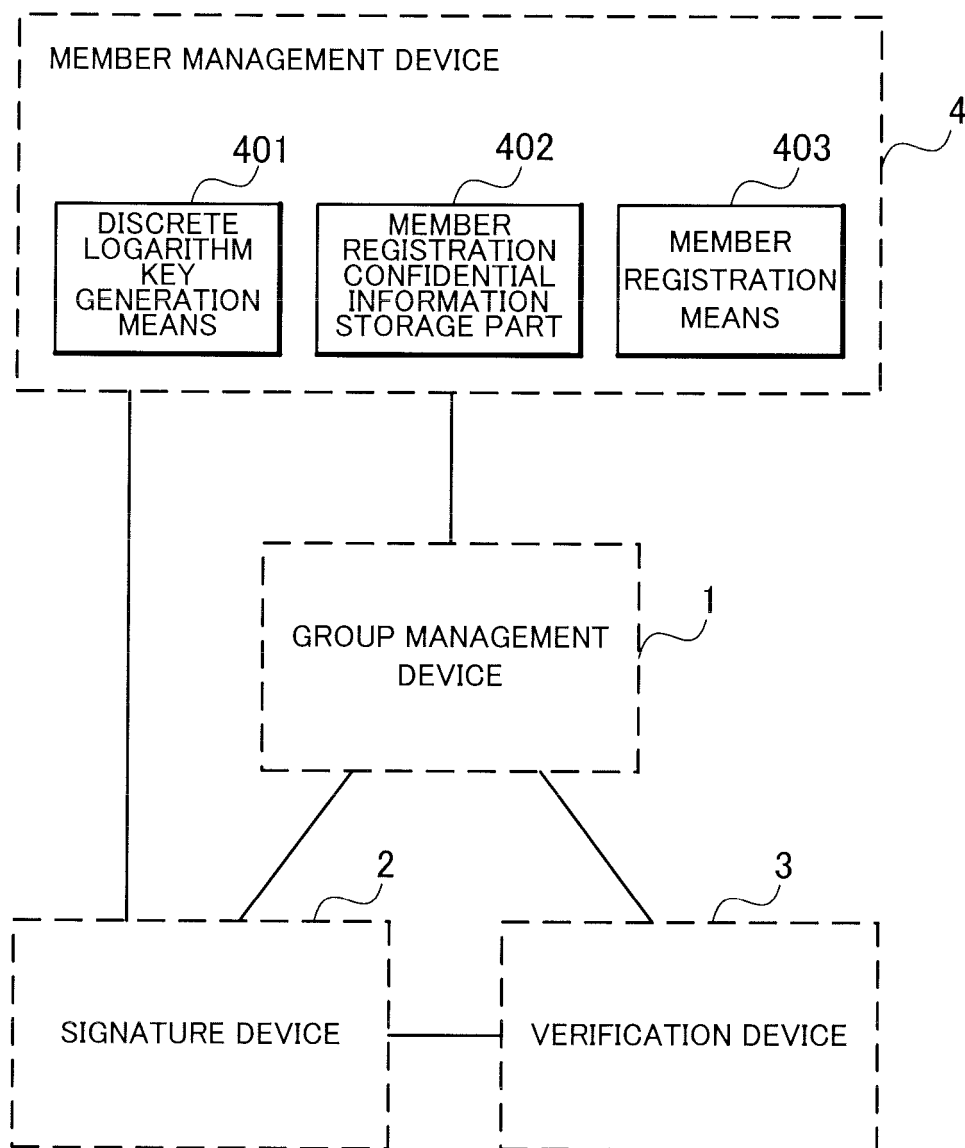 MEMBER MANAGEMENT DEVICE
4
401
402
403
DISCRETE
LOGARITHM
KEY
GENERATION
MEANS
MEMBER
REGISTRATION
CONFIDENTIAL
INFORMATION
STORAGE PART
MEMBER
REGISTRATION
MEANS
1
GROUP MANAGEMENT
DEVICE
2
3
SIGNATURE DEVICE
VERIFICATION DEVICE